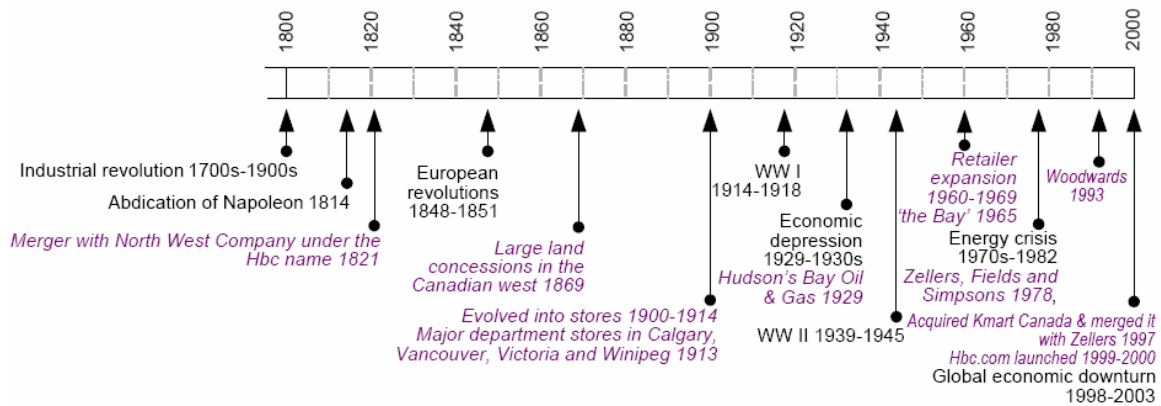 1800
1820
1840
1860
1880
1900
1920
1940
1960
1980
2000
Industrial revolution 1700s-1900s
Abdication of Napoleon 1814
Merger with North West Company under the
Hbc name 1821
European
revolutions
1848-1851
Large land
concessions in the
Canadian west 1869
Evolved into stores 1900-1914
Major department stores in Calgary,
Vancouver, Victoria and Winipeg 1913
WW I
1914-1918
Economic
depression
1929-1930s
Hudson's Bay Oil
& Gas 1929
WW II 1939-1945
Retailer
expansion
1960-1969
'the Bay' 1965
Energy crisis
1970s-1982
Zellers, Fields and
Simpsons 1978,
Woodwards
1993
Acquired Kmart Canada & merged it
with Zellers 1997
Hbc.com launched 1999-2000
Global economic downturn
1998-2003